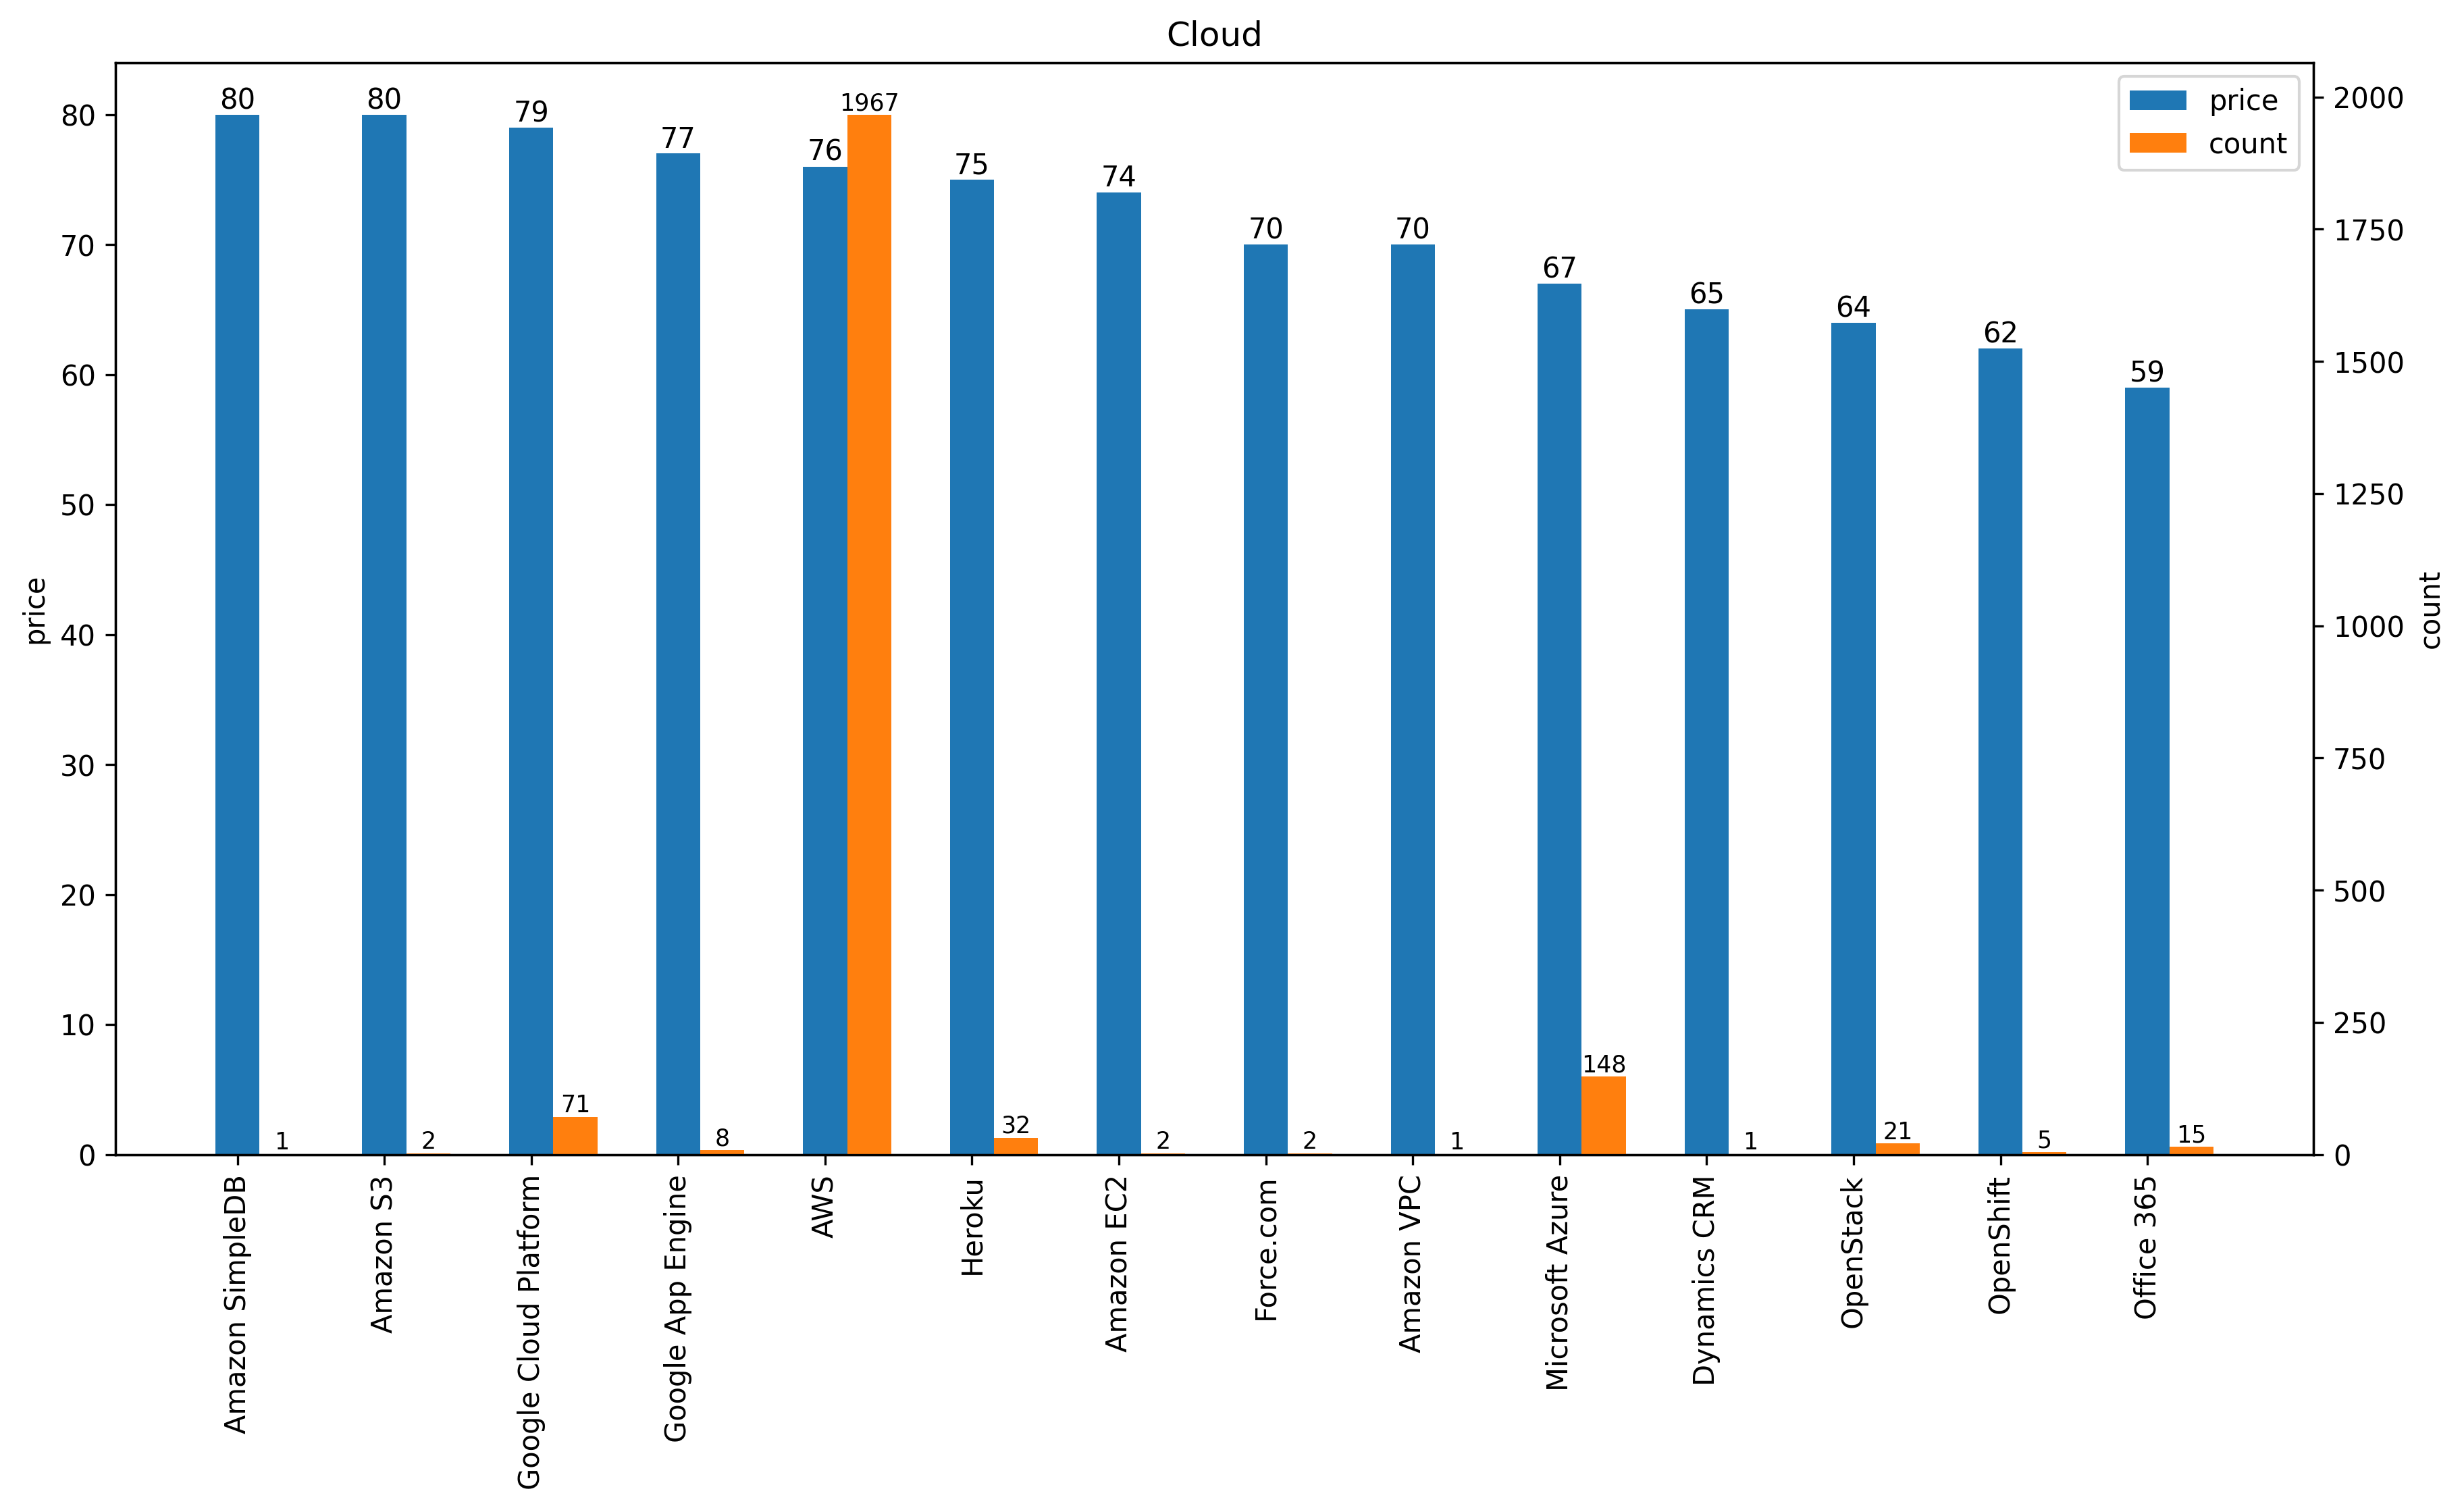 Cloud
price
count
80
70
60
50
40
30
20
10
0
price
2000
1750
1500
1250
1000
750
500
250
0
count
80
80
79
77
76
1967
75
74
70
70
67
65
64
62
59
1
2
71
8
32
2
2
1
148
1
21
5
15
Amazon SimpleDB
Amazon S3
Google Cloud Platform
Google App Engine
AWS
Heroku
Amazon EC2
Force.com
Amazon VPC
Microsoft Azure
Dynamics CRM
OpenStack
OpenShift
Office 365